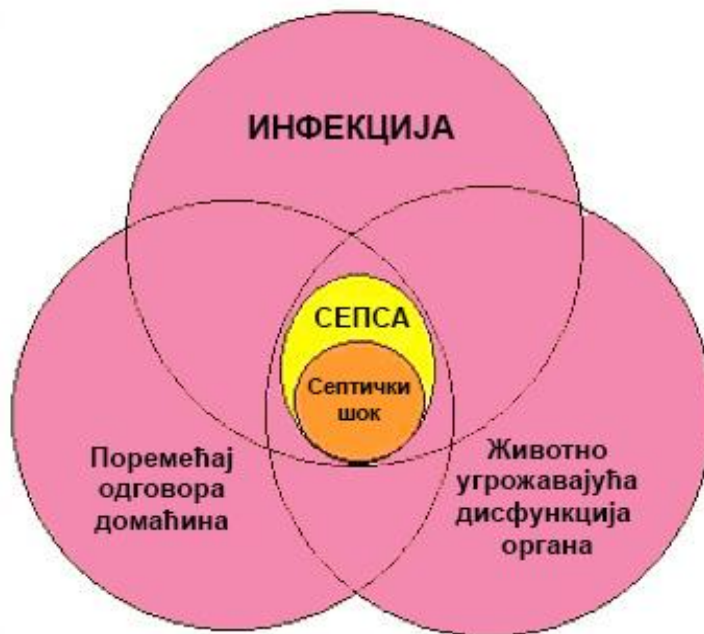 ИНФЕКЦИЈА
СЕПСА
Септички
шок
Поремећај
одговора
домаћина
Животно
угрожавајућа
дисфункција
органа